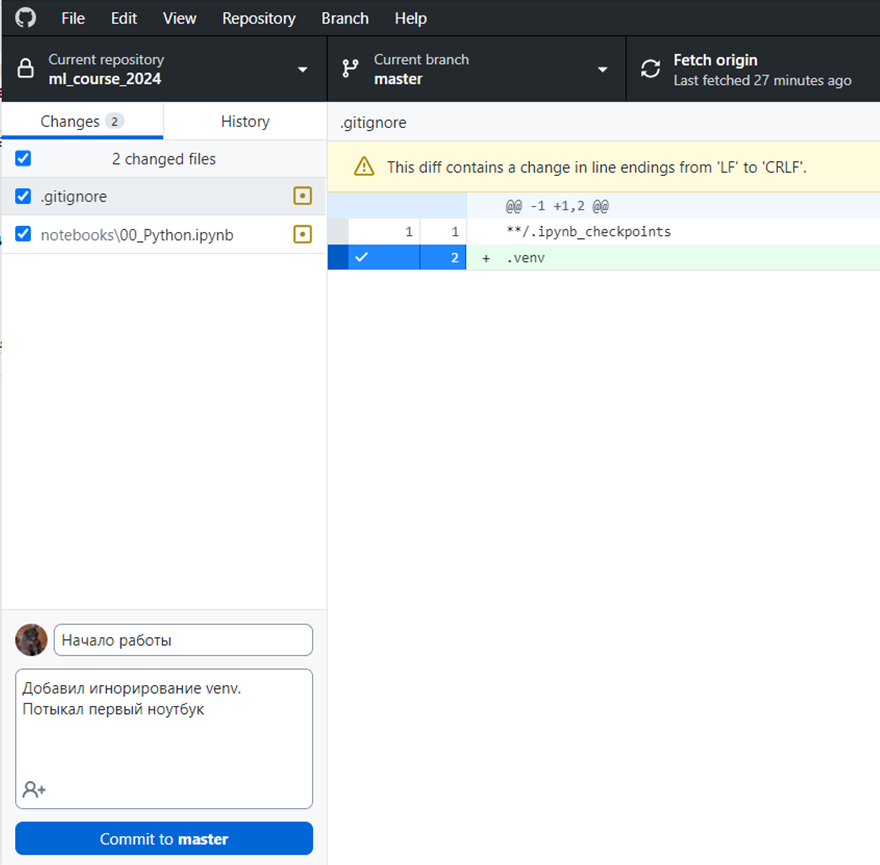 File Edit View Repository Branch Help
Current repository
ml_course_2024
Current branch
master
Fetch origin
Last fetched 27 minutes ago
Changes 2
History
2 changed files
.gitignore
notebooks\00_Python.ipynb
.gitignore
This diff contains a change in line endings from 'LF' to 'CRLF'.
@@ -1 +1,2 @@
1 1 **/.ipynb_checkpoints
2 + .venv
Начало работы
Добавил игнорирование venv.
Потыкал первый ноутбук
Commit to master